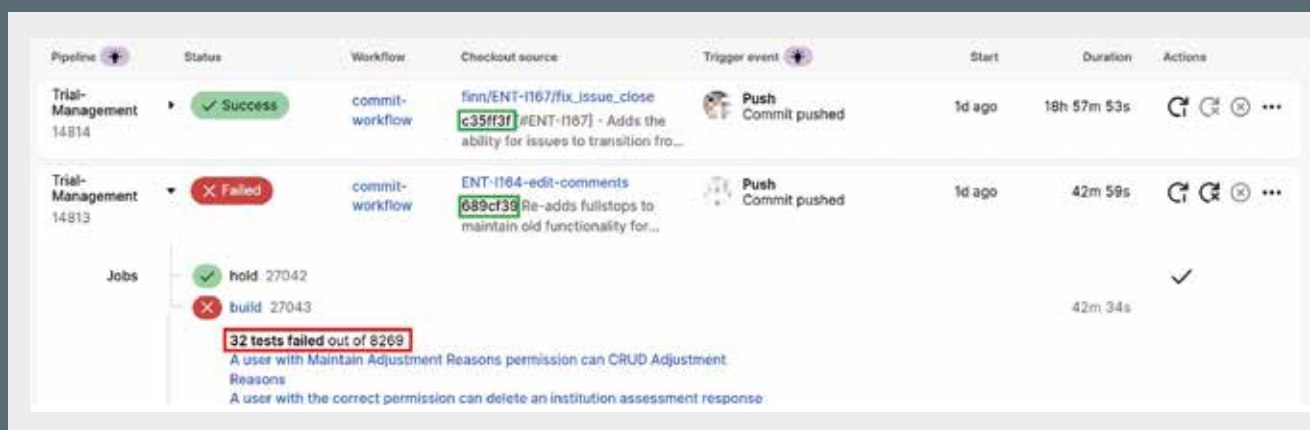 Pipeline Status Workflow Checkout source Trigger event Start Duration Actions
Trial-Management 14814
Success
commit-workflow
finn/ENT-I167/fix_issue_close
c35ff3f [#ENT-I167] - Adds the
ability for issues to transition fro...
Push
Commit pushed
1d ago
18h 57m 53s
Trial-Management 14813
Failed
commit-workflow
ENT-I164-edit-comments
689cf39 Re-adds fullstops to
maintain old functionality for...
Push
Commit pushed
1d ago
42m 59s
Jobs
hold 27042
build 27043
42m 34s
32 tests failed out of 8269
A user with Maintain Adjustment Reasons permission can CRUD Adjustment
Reasons
A user with the correct permission can delete an institution assessment response